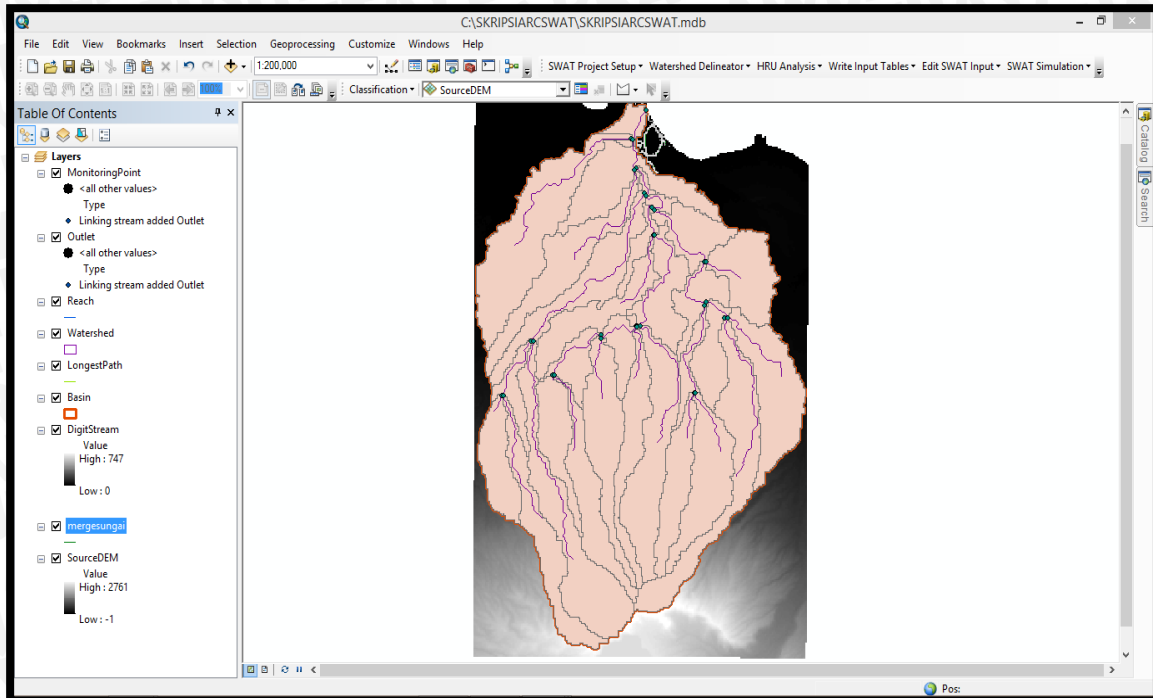 C:\SKRIPSIARCSWAT\SKRIPSIARCSWAT.mdb
File Edit View Bookmarks Insert Selection Geoprocessing Customize Windows Help
1:200,000 SWAT Project Setup Watershed Delineator HRU Analysis Write Input Tables Edit SWAT Input SWAT Simulation
100% Classification SourceDEM
Table Of Contents
Layers
MonitoringPoint
<all other values>
Type
Linking stream added Outlet
Outlet
<all other values>
Type
Linking stream added Outlet
Reach
Watershed
LongestPath
Basin
DigitStream
Value
High : 747
Low : 0
mergesungai
SourceDEM
Value
High : 2761
Low : -1
Catalog
Search
Pos: